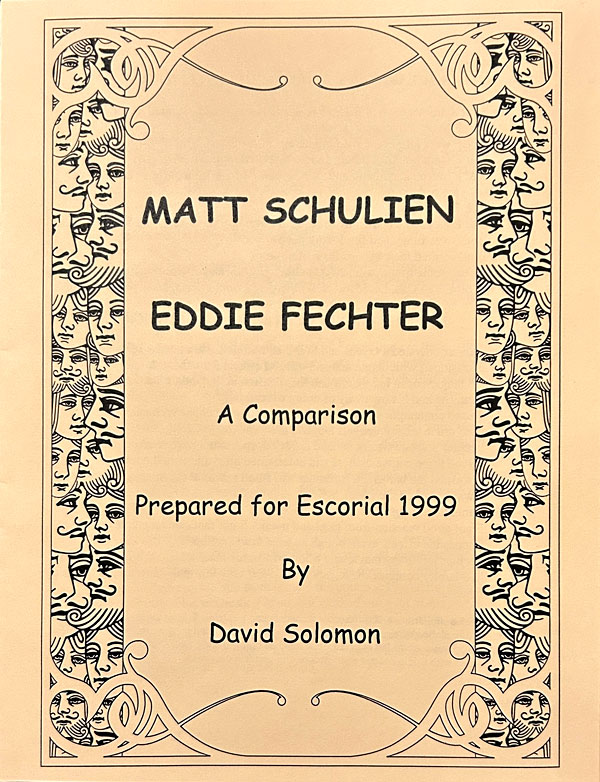 MATT SCHULIEN
EDDIE FECHTER
A Comparison
Prepared for Escorial 1999
By
David Solomon